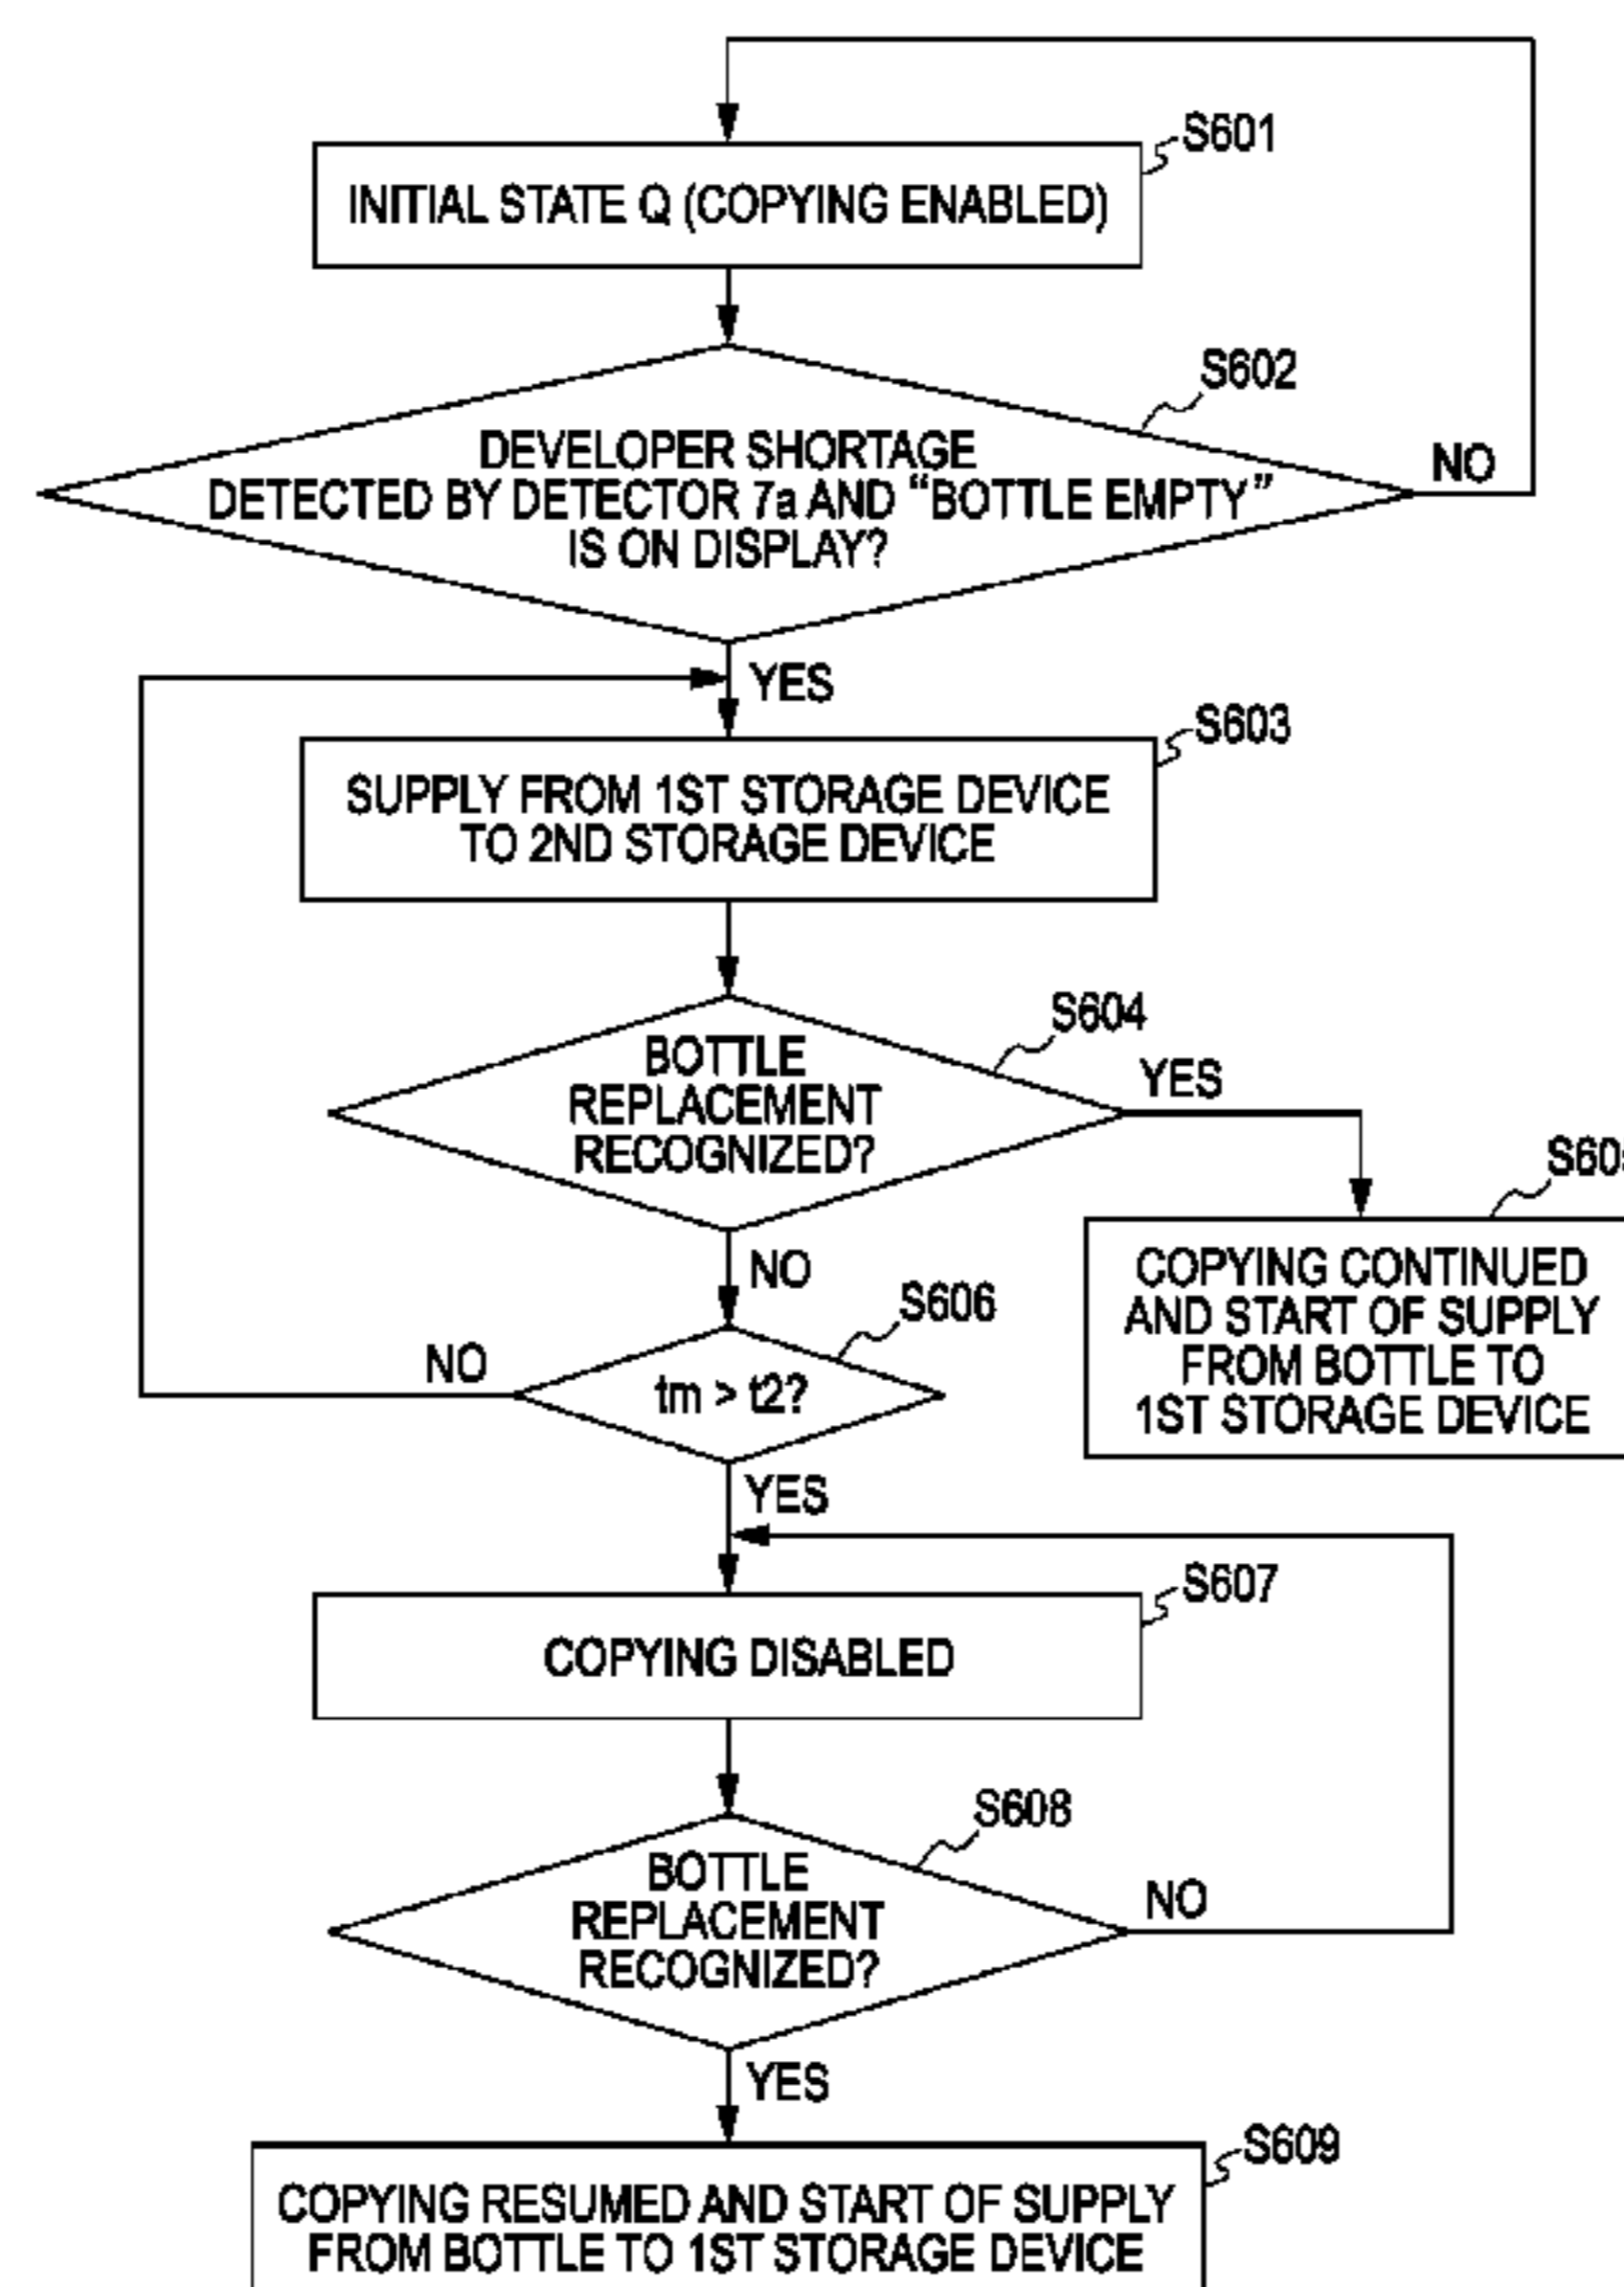 S601
INITIAL STATE Q (COPYING ENABLED)
S602
DEVELOPER SHORTAGE
DETECTED BY DETECTOR 7a AND “BOTTLE EMPTY”
IS ON DISPLAY?
NO
YES
S603
SUPPLY FROM 1ST STORAGE DEVICE
TO 2ND STORAGE DEVICE
S604
BOTTLE
REPLACEMENT
RECOGNIZED?
YES
NO
COPYING CONTINUED
AND START OF SUPPLY
FROM BOTTLE TO
1ST STORAGE DEVICE
S606
tm > t2?
NO
YES
S607
COPYING DISABLED
S608
BOTTLE
REPLACEMENT
RECOGNIZED?
NO
YES
S609
COPYING RESUMED AND START OF SUPPLY
FROM BOTTLE TO 1ST STORAGE DEVICE